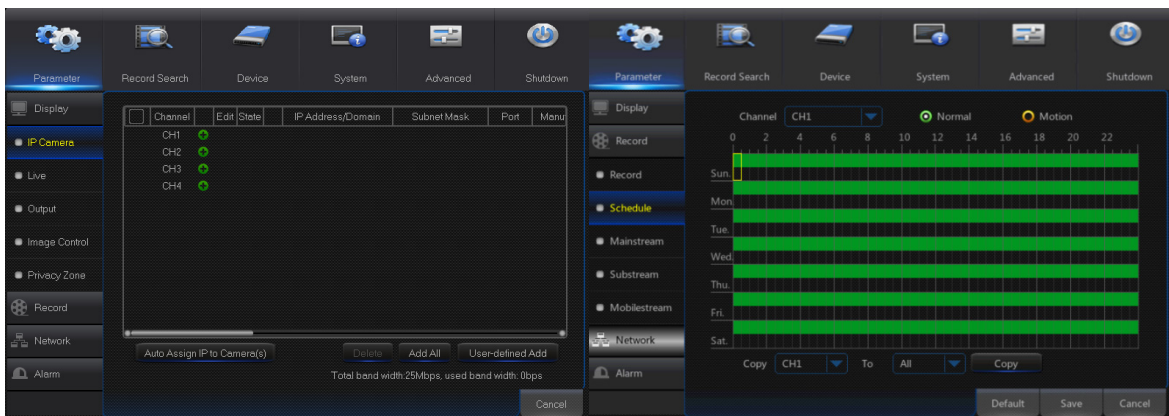 Parameter Record Search Device System Advanced Shutdown
Display
IP Camera
Live
Output
Image Control
Privacy Zone
Record
Network
Alarm
Channel Edit State IP Address/Domain Subnet Mask Port Manu
CH1
CH2
CH3
CH4
Auto Assign IP to Camera(s) Delete Add All User-defined Add
Total band width:25Mbps, used band width: 0bps
Cancel
Parameter Record Search Device System Advanced Shutdown
Display
Record
Record
Schedule
Mainstream
Substream
Mobilestream
Network
Alarm
Channel CH1 Normal Motion
0 2 4 6 8 10 12 14 16 18 20 22
Sun.
Mon
Tue.
Wed.
Thu.
Fri.
Sat.
Copy CH1 To All Copy
Default Save Cancel